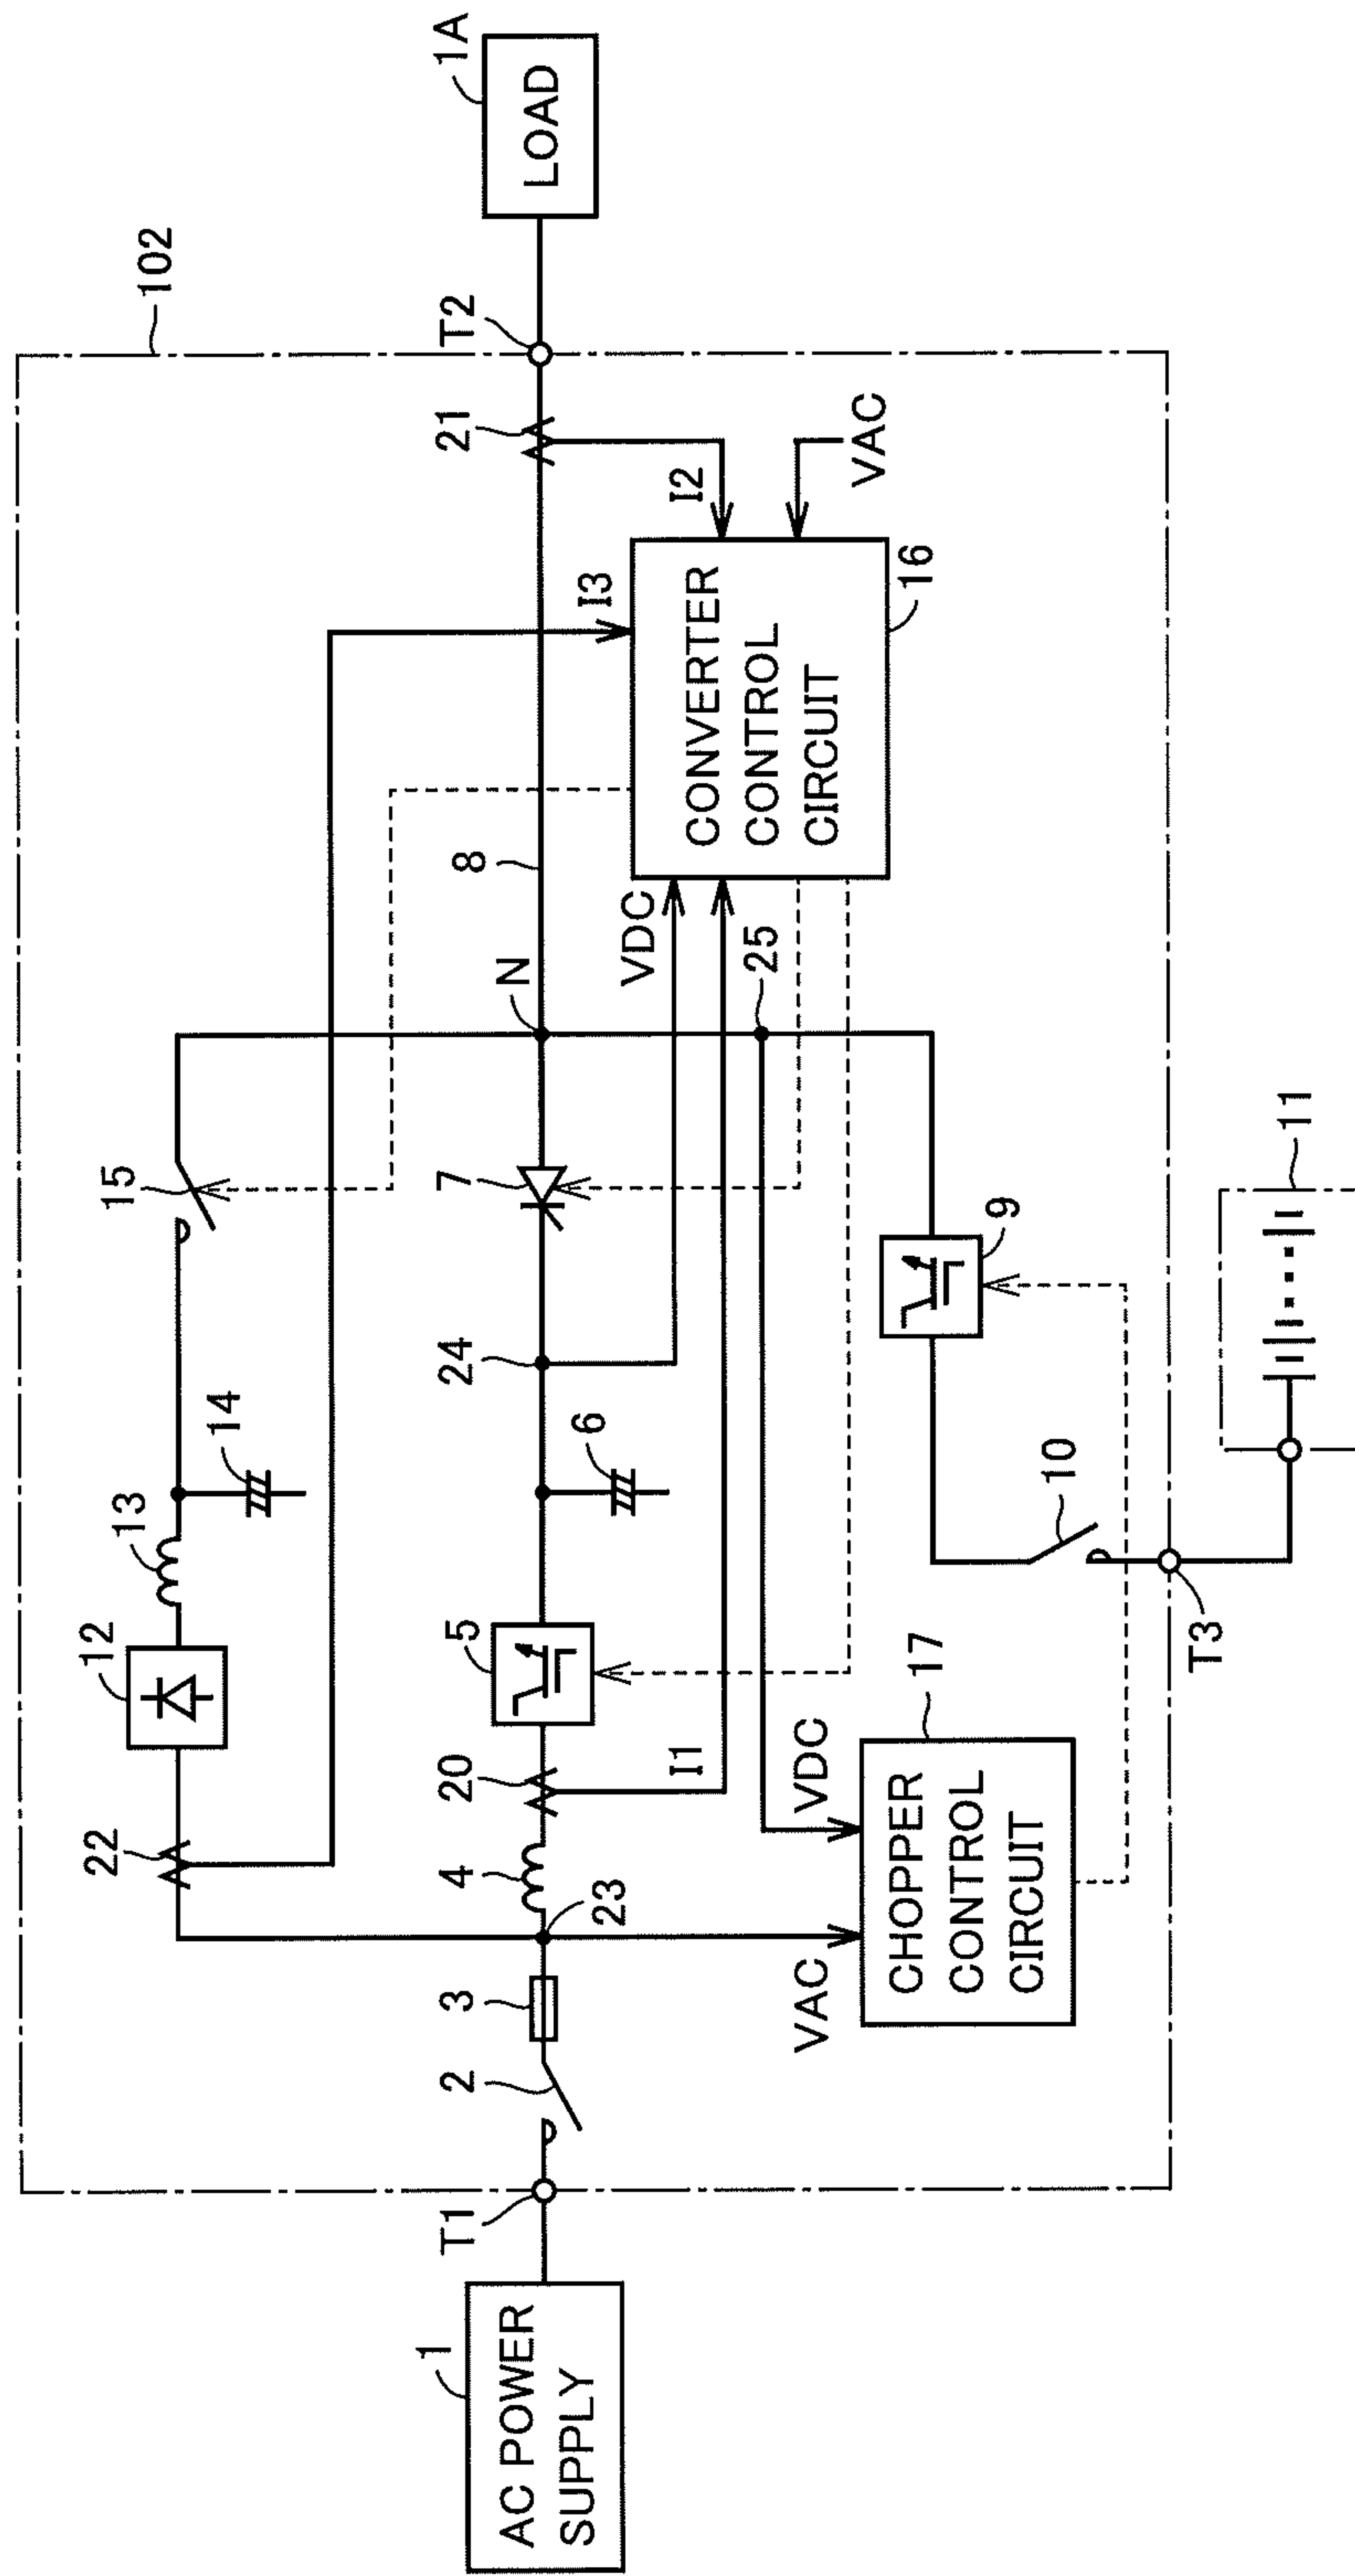 102
22
12
13
14
15
I3
1
AC POWER
SUPPLY
T1
2
3
23
4
20
5
6
24
7
N
8
21
T2
1A
LOAD
I1
VDC
I2
VAC
25
CONVERTER
CONTROL
CIRCUIT
16
VAC
VDC
17
CHOPPER
CONTROL
CIRCUIT
9
10
T3
11